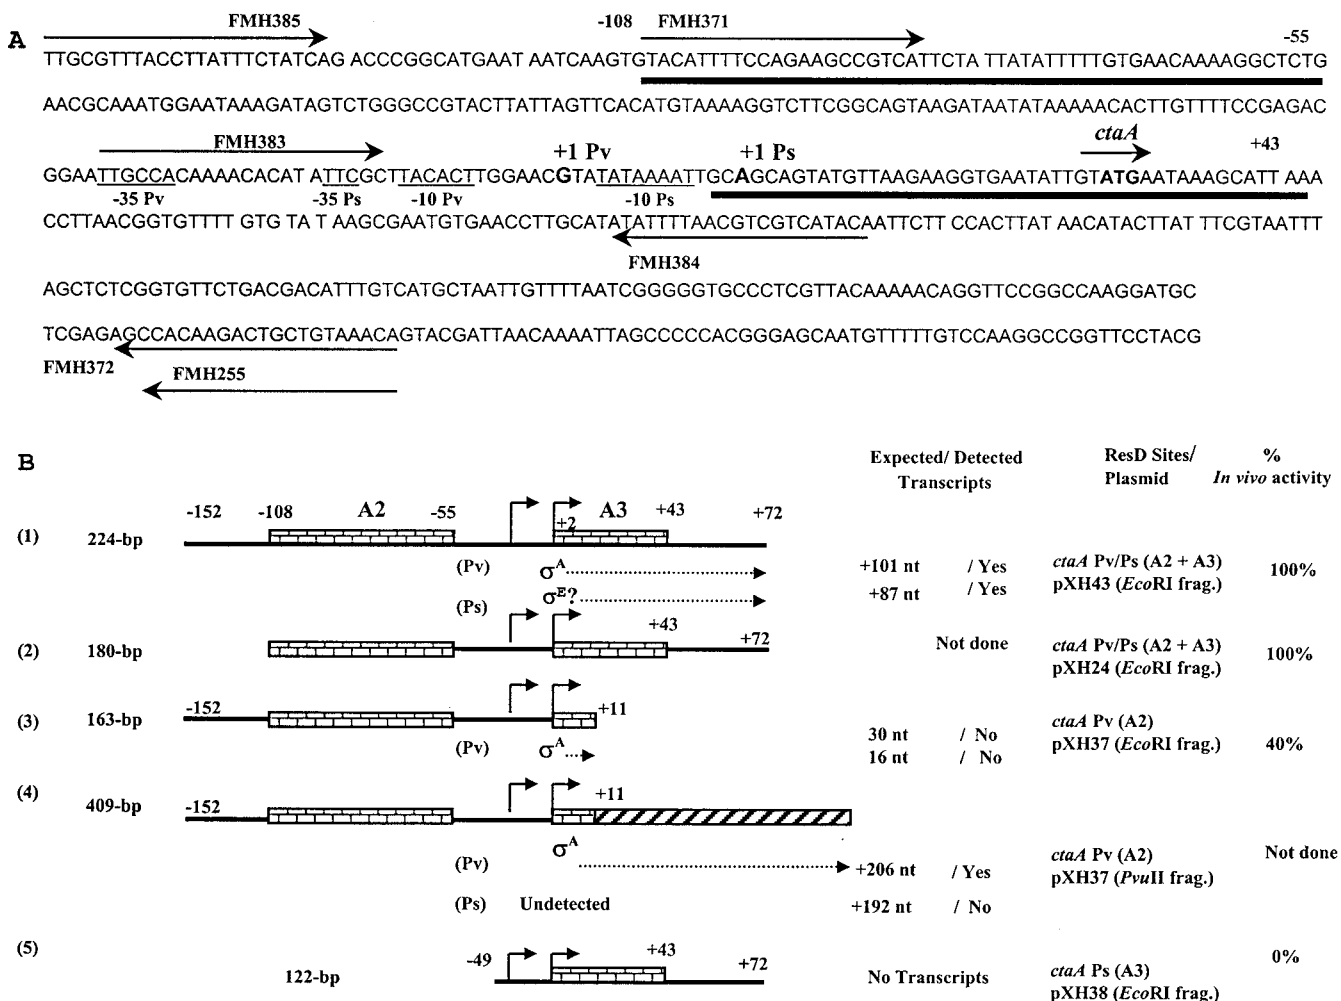 A
FMH385 -108 FMH371 -55
TTGCGTTTACCTTATTTCTATCAG ACCCGGCATGAAT AATCAAGTGTACATTTTCCAGAAGCCGTCATTCTA TTATATTTTTGTGAACAAAAGGCTCTG
AACGCAAATGGAATAAAGATAGTCTGGGCCGTACTTATTAGTTCACATGTAAAAGGTCTTCGGCAGTAAGATAATATAAAAACACTTGTTTTCCGAGAC
FMH383 +1 Pv +1 Ps ctaA +43
GGAATTGCCACAAAACACAT ATTCGCTTACACTTGGAACGTATATAAAATTGCAGCAGTATGTTAAGAAGGTGAATATTGTATGAATAAAGCATT AAA
-35 Pv -35 Ps -10 Pv -10 Ps
CCTTAACGGTGTTTT GTG TA T AAGCGAATGTGAACCTTGCATATATTTTAACGTCGTCATACAATTCTT CCACTTAT AACATACTTAT TTCGTAATTT
FMH384
AGCTCTCGGTGTTCTGACGACATTTGTCATGCTAATTGTTTTAATCGGGGGTGCCCTCGTTACAAAAACAGGTTCCGGCCAAGGATGC
TCGAGAGCCACAAGACTGCTGTAAACAGTACGATTAACAAAATTAGCCCCCACGGGAGCAATGTTTTTGTCCAAGGCCGGTTCCTACG
FMH372
FMH255
B
Expected/ Detected Transcripts
ResD Sites/ Plasmid
% In vivo activity
(1) 224-bp -152 -108 A2 -55 +2 A3 +43 +72
(Pv) σA +101 nt / Yes ctaA Pv/Ps (A2 + A3) 100%
(Ps) σE? +87 nt / Yes pXH43 (EcoRI frag.)
(2) 180-bp +43 +72 Not done ctaA Pv/Ps (A2 + A3) 100%
pXH24 (EcoRI frag.)
(3) 163-bp -152 +11 ctaA Pv (A2)
30 nt / No pXH37 (EcoRI frag.) 40%
(Pv) σA 16 nt / No
(4) 409-bp -152 +11
σA
(Pv) +206 nt / Yes ctaA Pv (A2) Not done
pXH37 (PvuII frag.)
(Ps) Undetected +192 nt / No
(5) 122-bp -49 +43 +72 0%
No Transcripts ctaA Ps (A3)
pXH38 (EcoRI frag.)